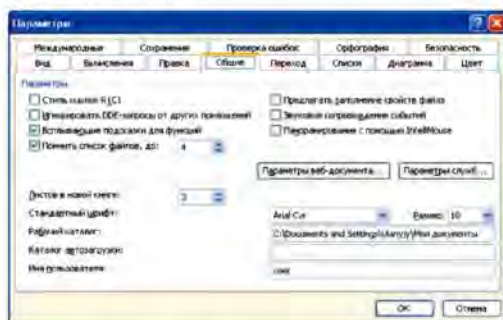 Параметры
Международные Сохранение Проверка ошибок Орфография Безопасность
Вид Вычисления Правка Общие Переход Списки Диаграмма Цвет
Параметры
Стиль ссылок R1C1 Предлагать заполнение свойств файла
Игнорировать DDE-запросы от других приложений Звуковое сопровождение событий
Всплывающие подсказки для функций Панорамирование с помощью IntelliMouse
Помнить список файлов, до: 4
Параметры веб-документа... Параметры служб...
Листов в новой книге: 3
Стандартный шрифт: Arial Cyr Размер: 10
Рабочий каталог: C:\Documents and Settings\ \Мои документы
Каталог автозагрузки:
Имя пользователя: user
OK Отмена